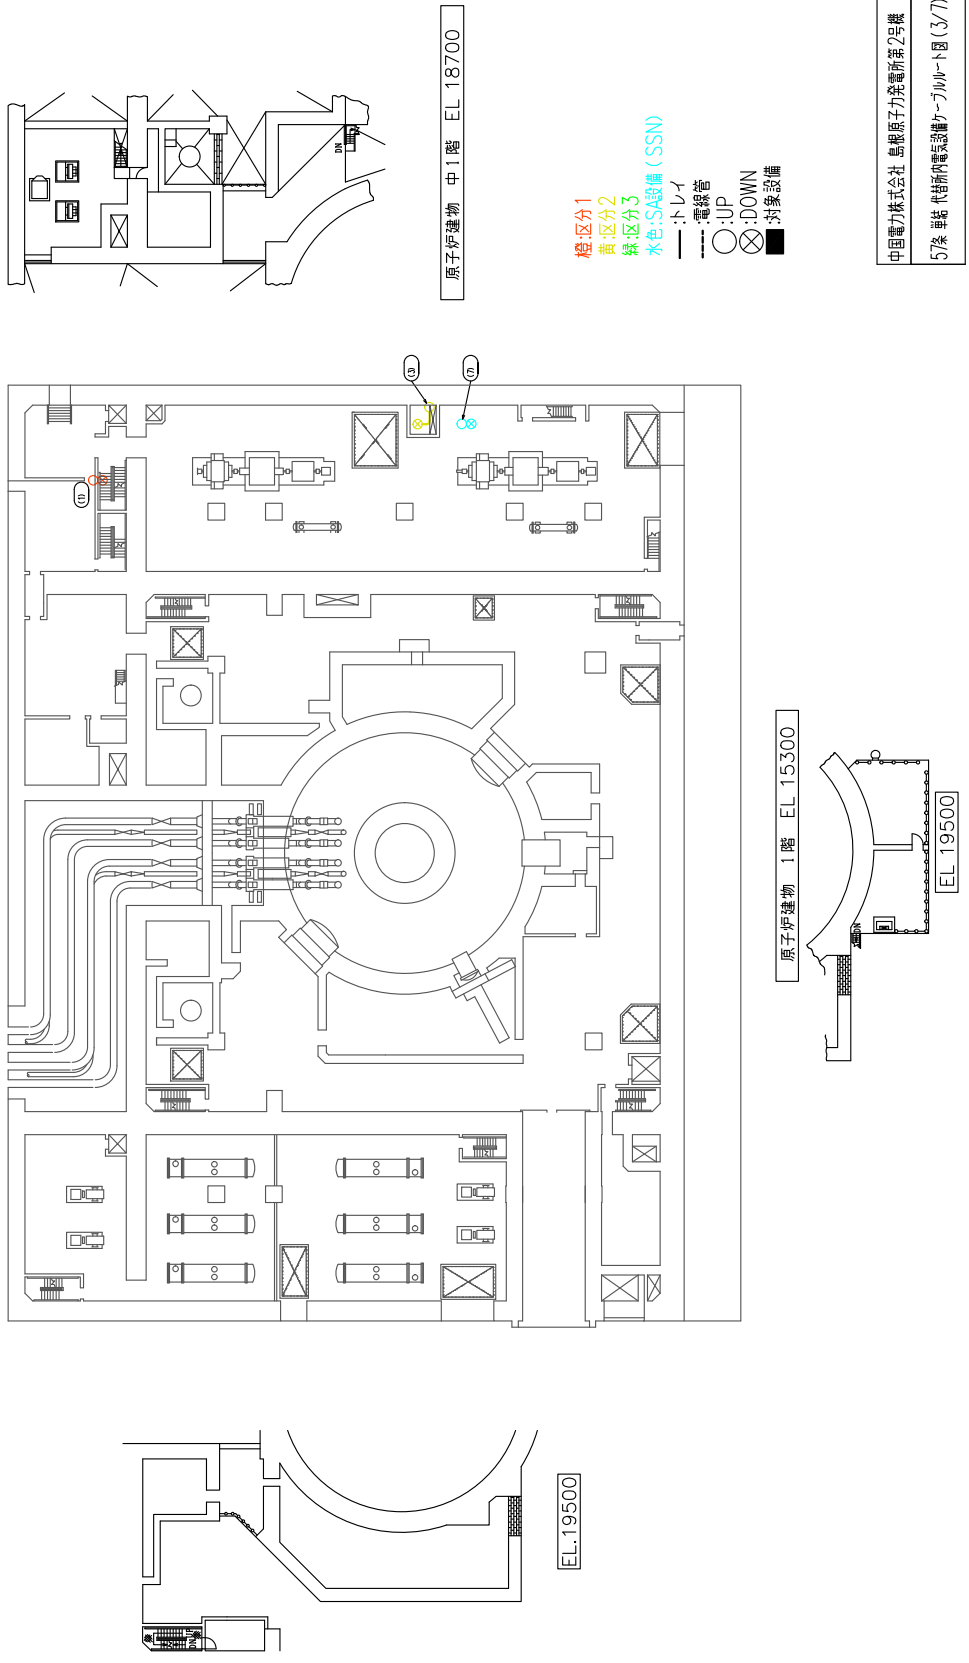 原子炉建物 中1階 EL 18700
DN
橙:区分1
黄:区分2
緑:区分3
水色:SA設備(SSN)
:トレイ
:電線管
:UP
:DOWN
:対象設備
中国電力株式会社 島根原子力発電所第2号機
57条 単結 代替所内電気設備ケーブルルート図(3/7)
(1)
(3)
(7)
原子炉建物 1階 EL 15300
DN
EL 19500
EL.19500
UP
DN